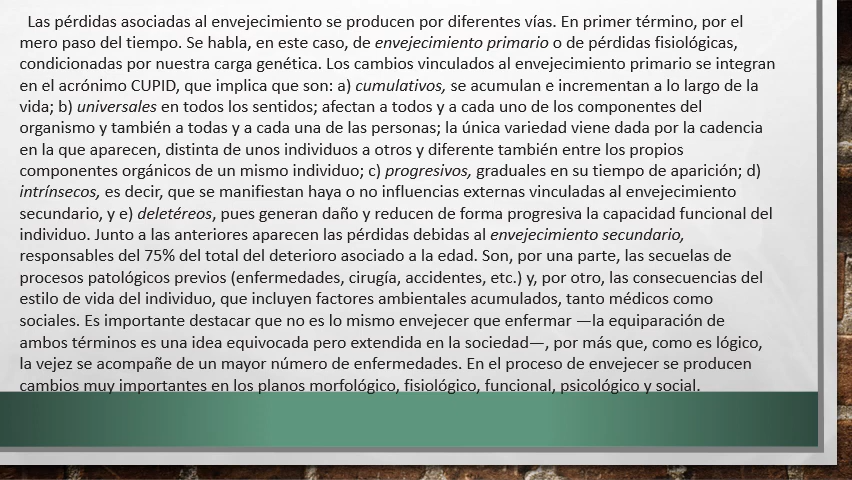 Las pérdidas asociadas al envejecimiento se producen por diferentes vías. En primer término, por el
mero paso del tiempo. Se habla, en este caso, de envejecimiento primario o de pérdidas fisiológicas,
condicionadas por nuestra carga genética. Los cambios vinculados al envejecimiento primario se integran
en el acrónimo CUPID, que implica que son: a) cumulativos, se acumulan e incrementan a lo largo de la
vida; b) universales en todos los sentidos; afectan a todos y a cada uno de los componentes del
organismo y también a todas y a cada una de las personas; la única variedad viene dada por la cadencia
en la que aparecen, distinta de unos individuos a otros y diferente también entre los propios
componentes orgánicos de un mismo individuo; c) progresivos, graduales en su tiempo de aparición; d)
intrínsecos, es decir, que se manifiestan haya o no influencias externas vinculadas al envejecimiento
secundario, y e) deletéreos, pues generan daño y reducen de forma progresiva la capacidad funcional del
individuo. Junto a las anteriores aparecen las pérdidas debidas al envejecimiento secundario,
responsables del 75% del total del deterioro asociado a la edad. Son, por una parte, las secuelas de
procesos patológicos previos (enfermedades, cirugía, accidentes, etc.) y, por otro, las consecuencias del
estilo de vida del individuo, que incluyen factores ambientales acumulados, tanto médicos como
sociales. Es importante destacar que no es lo mismo envejecer que enfermar —la equiparación de
ambos términos es una idea equivocada pero extendida en la sociedad—, por más que, como es lógico,
la vejez se acompañe de un mayor número de enfermedades. En el proceso de envejecer se producen
cambios muy importantes en los planos morfológico, fisiológico, funcional, psicológico y social.